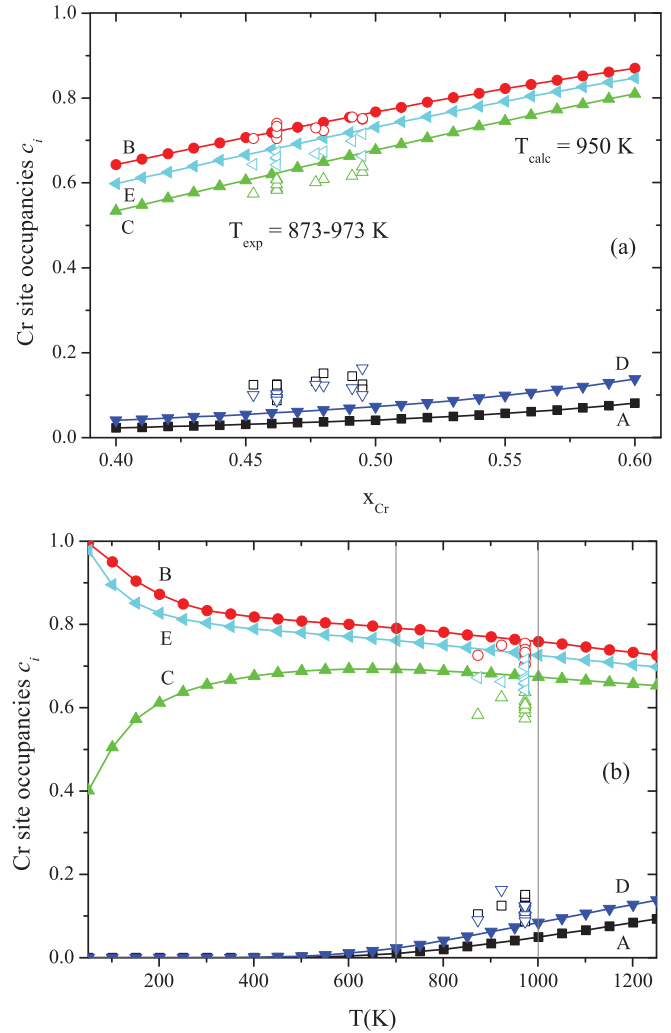 1.0
0.8
0.6
0.4
0.2
0.0
Cr site occupancies c_i
B
E
C
T_calc = 950 K
T_exp = 873-973 K
(a)
D
A
0.40 0.45 0.50 0.55 0.60
x_Cr
1.0
0.8
0.6
0.4
0.2
0.0
Cr site occupancies c_i
B
E
C
(b)
D
A
200 400 600 800 1000 1200
T(K)